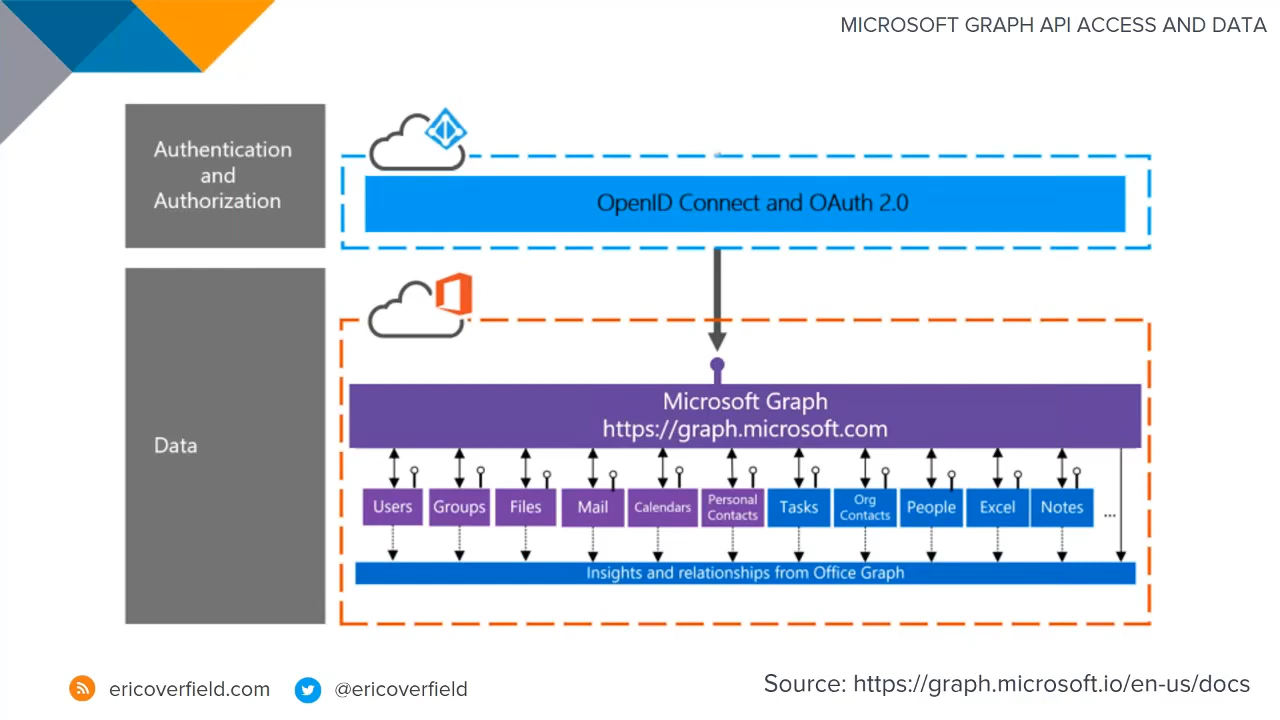 MICROSOFT GRAPH API ACCESS AND DATA
Authentication
and
Authorization
OpenID Connect and OAuth 2.0
Data
Microsoft Graph
https://graph.microsoft.com
Users
Groups
Files
Mail
Calendars
Personal
Contacts
Tasks
Org
Contacts
People
Excel
Notes
...
Insights and relationships from Office Graph
ericoverfield.com
@ericoverfield
Source: https://graph.microsoft.io/en-us/docs